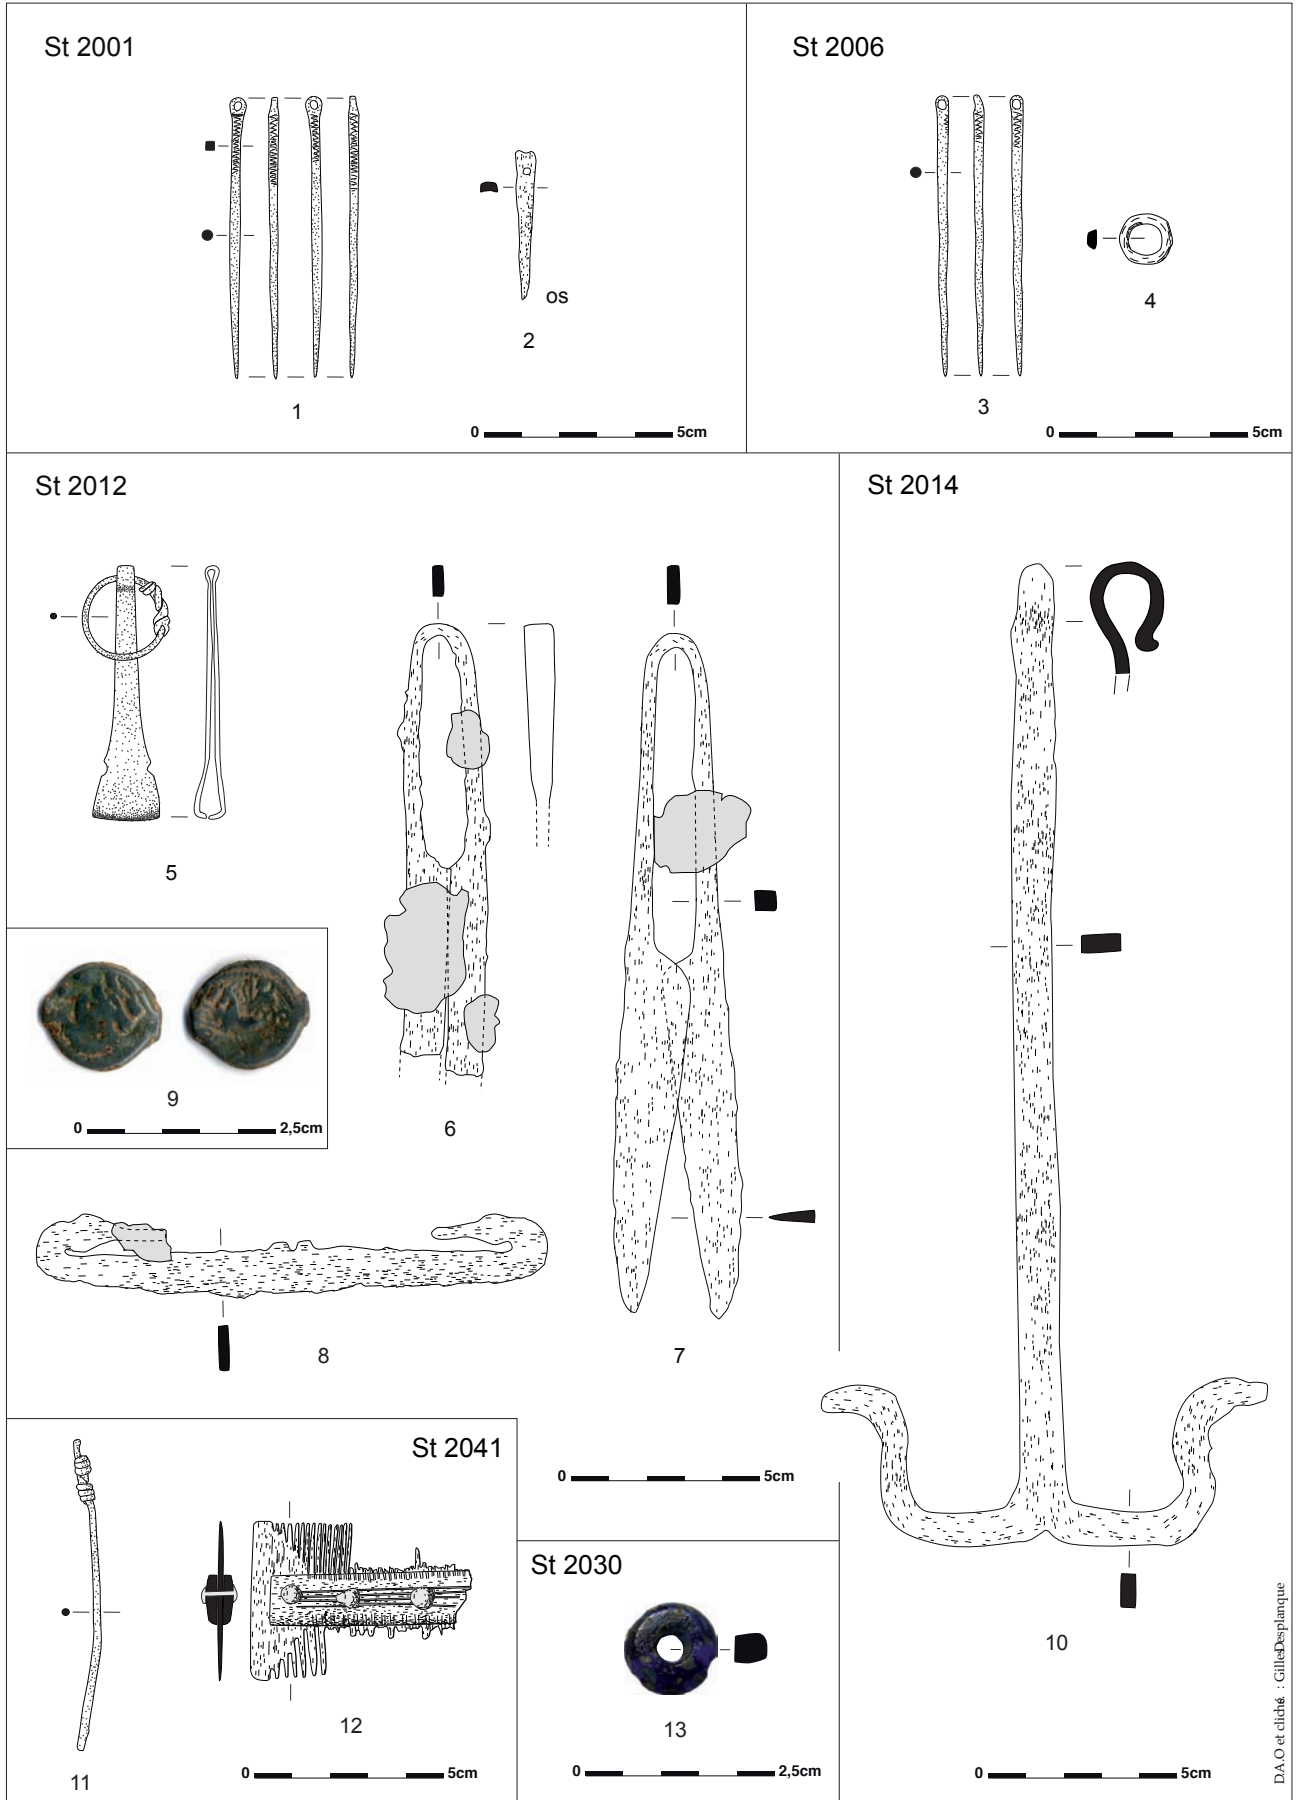 St 2001
os
1
2
0 5cm
St 2006
3
4
0 5cm
St 2012
5
6
7
8
9
0 2,5cm
0 5cm
St 2014
10
0 5cm
St 2041
11
12
0 5cm
St 2030
13
0 2,5cm
D.A.O et cliché : Gilles Desplanque